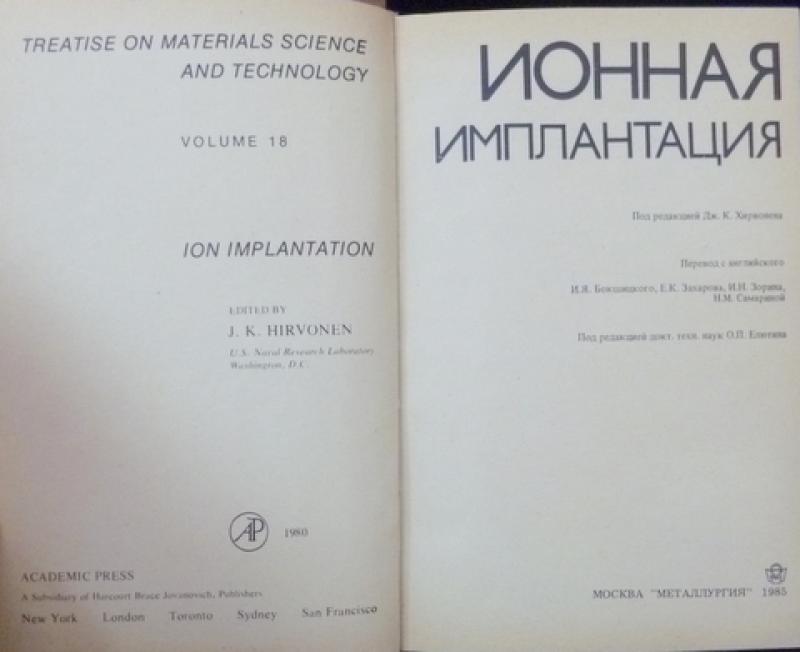 TREATISE ON MATERIALS SCIENCE
AND TECHNOLOGY
VOLUME 18
ION IMPLANTATION
EDITED BY
J. K. HIRVONEN
U.S. Naval Research Laboratory
Washington, D.C.
AP 1980
ACADEMIC PRESS
A Subsidiary of Harcourt Brace Jovanovich, Publishers
New York London Toronto Sydney San Francisco
ИОННАЯ
ИМПЛАНТАЦИЯ
Под редакцией Дж. К. Хирвонена
Перевод с английского
И.Я. Бокшицкого, Е.К. Захарова, И.И. Зорина,
Н.М. Самариной
Под редакцией докт. техн. наук О.П. Елютина
МОСКВА "МЕТАЛЛУРГИЯ" 1985